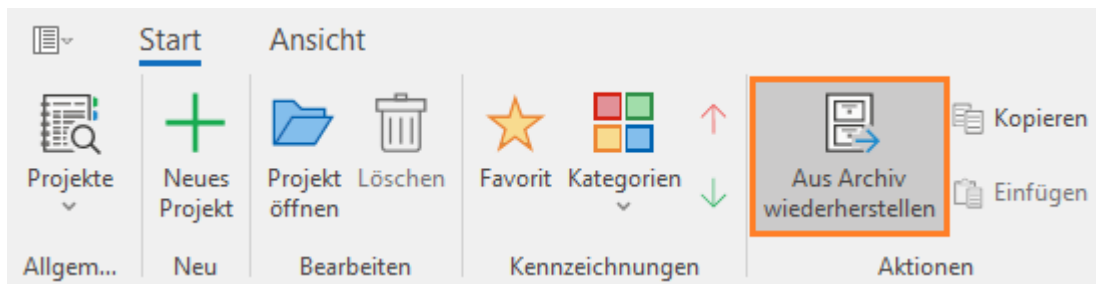 Start Ansicht
Projekte
Neues
Projekt
Projekt
öffnen
Löschen
Favorit
Kategorien
Aus Archiv
wiederherstellen
Kopieren
Einfügen
Allgem...
Neu
Bearbeiten
Kennzeichnungen
Aktionen